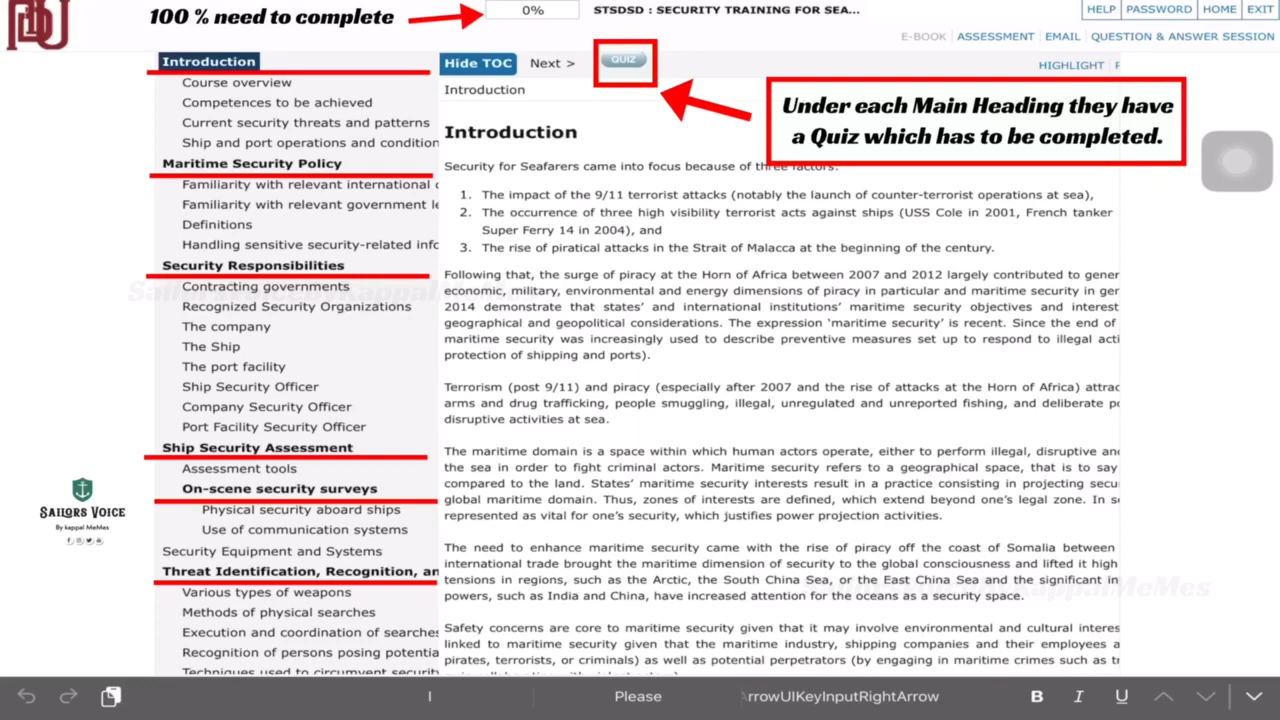 100 % need to complete
0%
STSDSD : SECURITY TRAINING FOR SEA...
HELP PASSWORD HOME EXIT
E-BOOK ASSESSMENT EMAIL QUESTION & ANSWER SESSION
Hide TOC Next > QUIZ
HIGHLIGHT
Under each Main Heading they have
a Quiz which has to be completed.
Introduction
Course overview
Competences to be achieved
Current security threats and patterns
Ship and port operations and condition
Maritime Security Policy
Familiarity with relevant international
Familiarity with relevant government
Definitions
Handling sensitive security-related
Security Responsibilities
Contracting governments
Recognized Security Organizations
The company
The Ship
The port facility
Ship Security Officer
Company Security Officer
Port Facility Security Officer
Ship Security Assessment
Assessment tools
On-scene security surveys
Physical security aboard ships
Use of communication systems
Security Equipment and Systems
Threat Identification, Recognition,
Various types of weapons
Methods of physical searches
Execution and coordination of searches
Recognition of persons posing
Techniques used to circumvent
Introduction
Introduction
Security for Seafarers came into focus because of three factors:
1. The impact of the 9/11 terrorist attacks (notably the launch of counter-terrorist operations at sea),
2. The occurrence of three high visibility terrorist acts against ships (USS Cole in 2001, French tanker
Super Ferry 14 in 2004), and
3. The rise of piratical attacks in the Strait of Malacca at the beginning of the century.
Following that, the surge of piracy at the Horn of Africa between 2007 and 2012 largely contributed to
economic, military, environmental and energy dimensions of piracy in particular and maritime security in
2014 demonstrate that states’ and international institutions’ maritime security objectives and
geographical and geopolitical considerations. The expression ‘maritime security’ is recent. Since the end of
maritime security was increasingly used to describe preventive measures set up to respond to illegal
protection of shipping and ports).
Terrorism (post 9/11) and piracy (especially after 2007 and the rise of attacks at the Horn of Africa)
arms and drug trafficking, people smuggling, illegal, unregulated and unreported fishing, and deliberate
disruptive activities at sea.
The maritime domain is a space within which human actors operate, either to perform illegal, disruptive
the sea in order to fight criminal actors. Maritime security refers to a geographical space, that is to say
compared to the land. States’ maritime security interests result in a practice consisting in projecting
global maritime domain. Thus, zones of interests are defined, which extend beyond one’s legal zone. In
represented as vital for one’s security, which justifies power projection activities.
The need to enhance maritime security came with the rise of piracy off the coast of Somalia between
international trade brought the maritime dimension of security to the global consciousness and lifted it high
tensions in regions, such as the Arctic, the South China Sea, or the East China Sea and the significant
powers, such as India and China, have increased attention for the oceans as a security space.
Safety concerns are core to maritime security given that it may involve environmental and cultural
linked to maritime security given that the maritime industry, shipping companies and their employees
pirates, terrorists, or criminals) as well as potential perpetrators (by engaging in maritime crimes such as
SAILORS VOICE
By kappal MeMes
I Please ArrowUIKeyInputRightArrow B I U